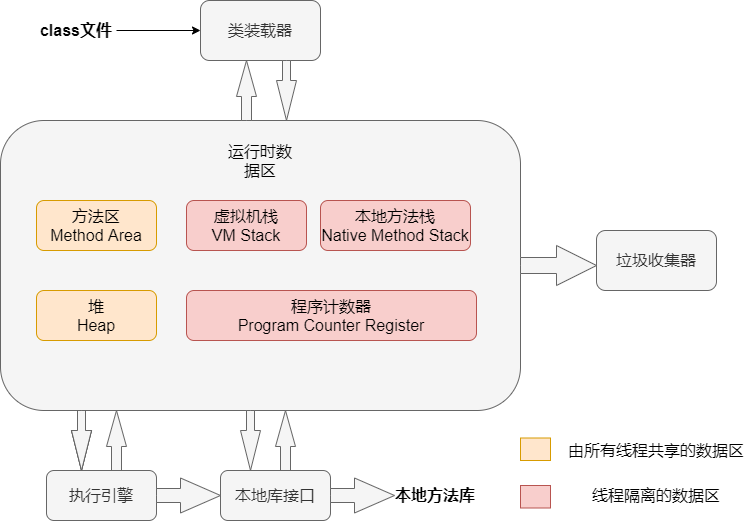 class文件
类装载器
运行时数
据区
方法区
Method Area
虚拟机栈
VM Stack
本地方法栈
Native Method Stack
堆
Heap
程序计数器
Program Counter Register
垃圾收集器
执行引擎
本地库接口
本地方法库
由所有线程共享的数据区
线程隔离的数据区